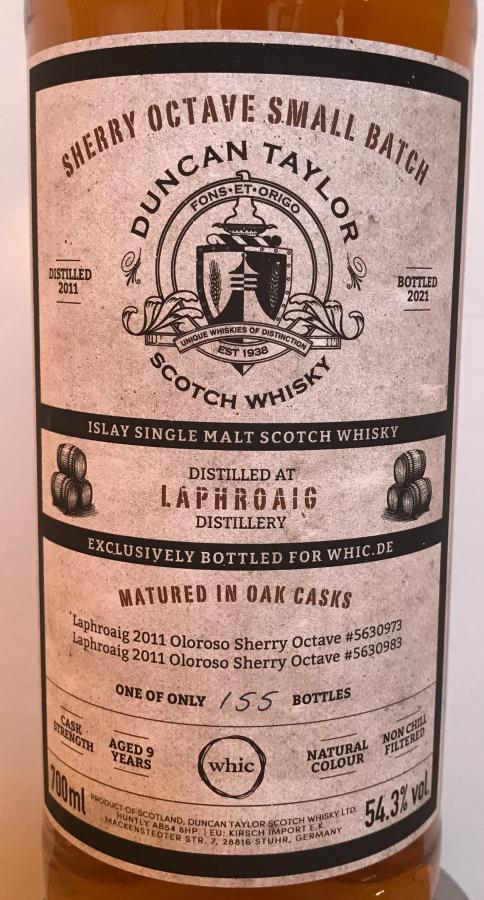 SHERRY OCTAVE SMALL BATCH
DUNCAN TAYLOR
FONS·ET·ORIGO
DISTILLED
2011
BOTTLED
2021
UNIQUE WHISKIES OF DISTINCTION
EST 1938
SCOTCH WHISKY
ISLAY SINGLE MALT SCOTCH WHISKY
DISTILLED AT
LAPHROAIG
DISTILLERY
EXCLUSIVELY BOTTLED FOR WHIC.DE
MATURED IN OAK CASKS
Laphroaig 2011 Oloroso Sherry Octave #5630973
Laphroaig 2011 Oloroso Sherry Octave #5630983
ONE OF ONLY 155 BOTTLES
CASK
STRENGTH
AGED 9
YEARS
whic
NATURAL
COLOUR
NON CHILL
FILTERED
700ml
PRODUCT OF SCOTLAND, DUNCAN TAYLOR SCOTCH WHISKY LTD.
HUNTLY AB54 8HP | EU: KIRSCH IMPORT E.K.
MACKENSTEDTER STR. 7, 28816 STUHR, GERMANY
54.3% vol.